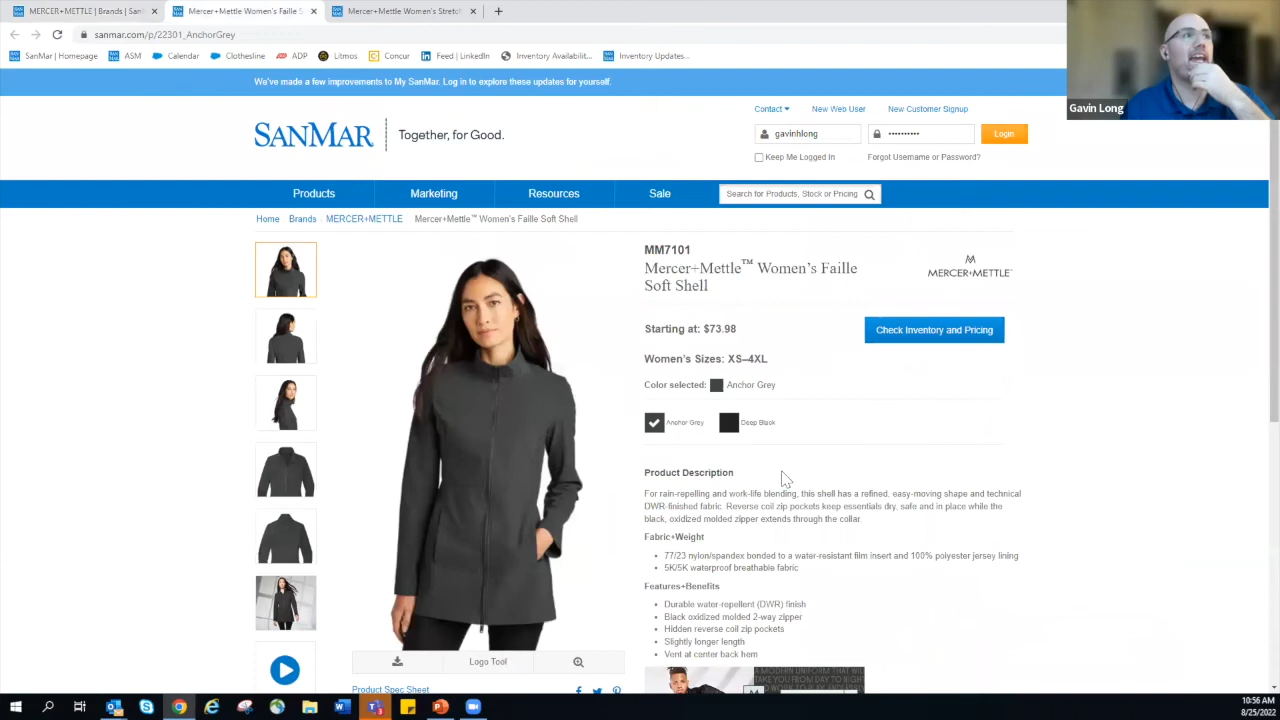 MERCER+METTLE | Brands | San
Mercer+Mettle Women's Faille S
Mercer+Mettle Women's Stretch
sanmar.com/p/22301_AnchorGrey
SanMar | Homepage
ASM
Calendar
Clothesline
ADP
Litmos
Concur
Feed | LinkedIn
Inventory Availabilit...
Inventory Updates...
Gavin Long
We've made a few improvements to My SanMar. Log in to explore these updates for yourself.
Contact
New Web User
New Customer Signup
SANMAR
Together, for Good.
gavinhlong
Login
Keep Me Logged In
Forgot Username or Password?
Products
Marketing
Resources
Sale
Search for Products, Stock or Pricing
Home
Brands
MERCER+METTLE
Mercer+Mettle™ Women's Faille Soft Shell
MM7101
Mercer+Mettle™ Women's Faille
Soft Shell
MERCER+METTLE™
Starting at: $73.98
Check Inventory and Pricing
Women's Sizes: XS–4XL
Color selected: Anchor Grey
Anchor Grey
Deep Black
Product Description
For rain-repelling and work-life blending, this shell has a refined, easy-moving shape and technical
DWR-finished fabric. Reverse coil zip pockets keep essentials dry, safe and in place while the
black, oxidized molded zipper extends through the collar.
Fabric+Weight
77/23 nylon/spandex bonded to a water-resistant film insert and 100% polyester jersey lining
5K/5K waterproof breathable fabric
Features+Benefits
Durable water-repellent (DWR) finish
Black oxidized molded 2-way zipper
Hidden reverse coil zip pockets
Slightly longer length
Vent at center back hem
Logo Tool
Product Spec Sheet
A MODERN UNIFORM THAT WILL
TAKE YOU FROM DAY TO NIGHT
10:56 AM
8/25/2022